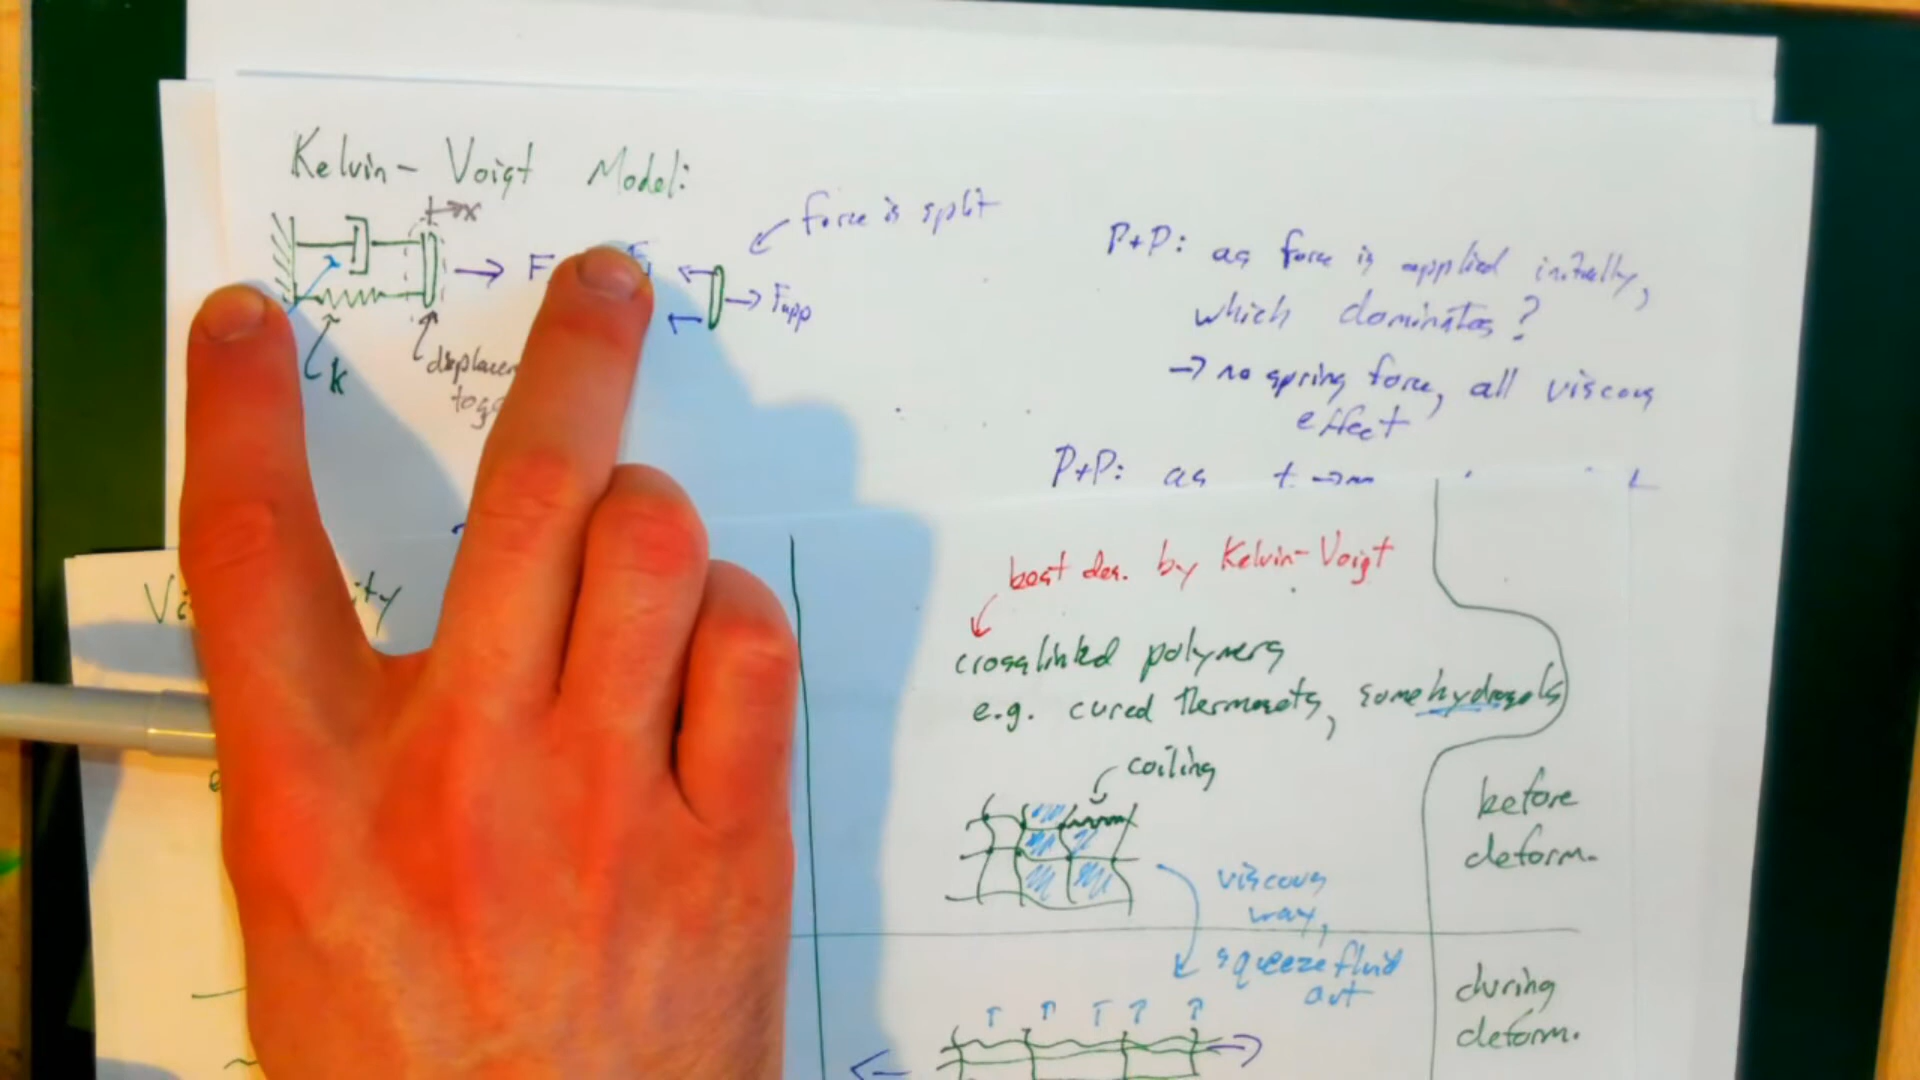 Kelvin- Voigt Model:
x
force is split
F
Fapp
k
P+P: as force is applied initially,
which dominates?
→ no spring force, all viscous
effect
P+P: as t →
best des. by Kelvin-Voigt
crosslinked polymers
e.g. cured thermosets, some hydrogels
coiling
before
deform.
viscous
way,
squeeze fluid
out
during
deform.